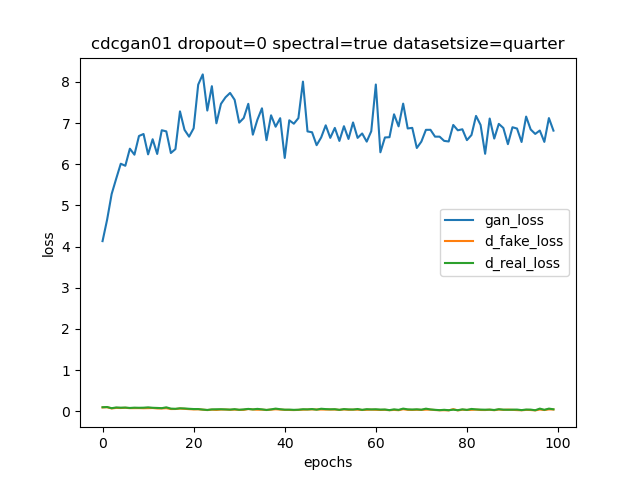 cdcgan01 dropout=0 spectral=true datasetsize=quarter
loss
8
7
6
5
4
3
2
1
0
gan_loss
d_fake_loss
d_real_loss
0 20 40 60 80 100
epochs